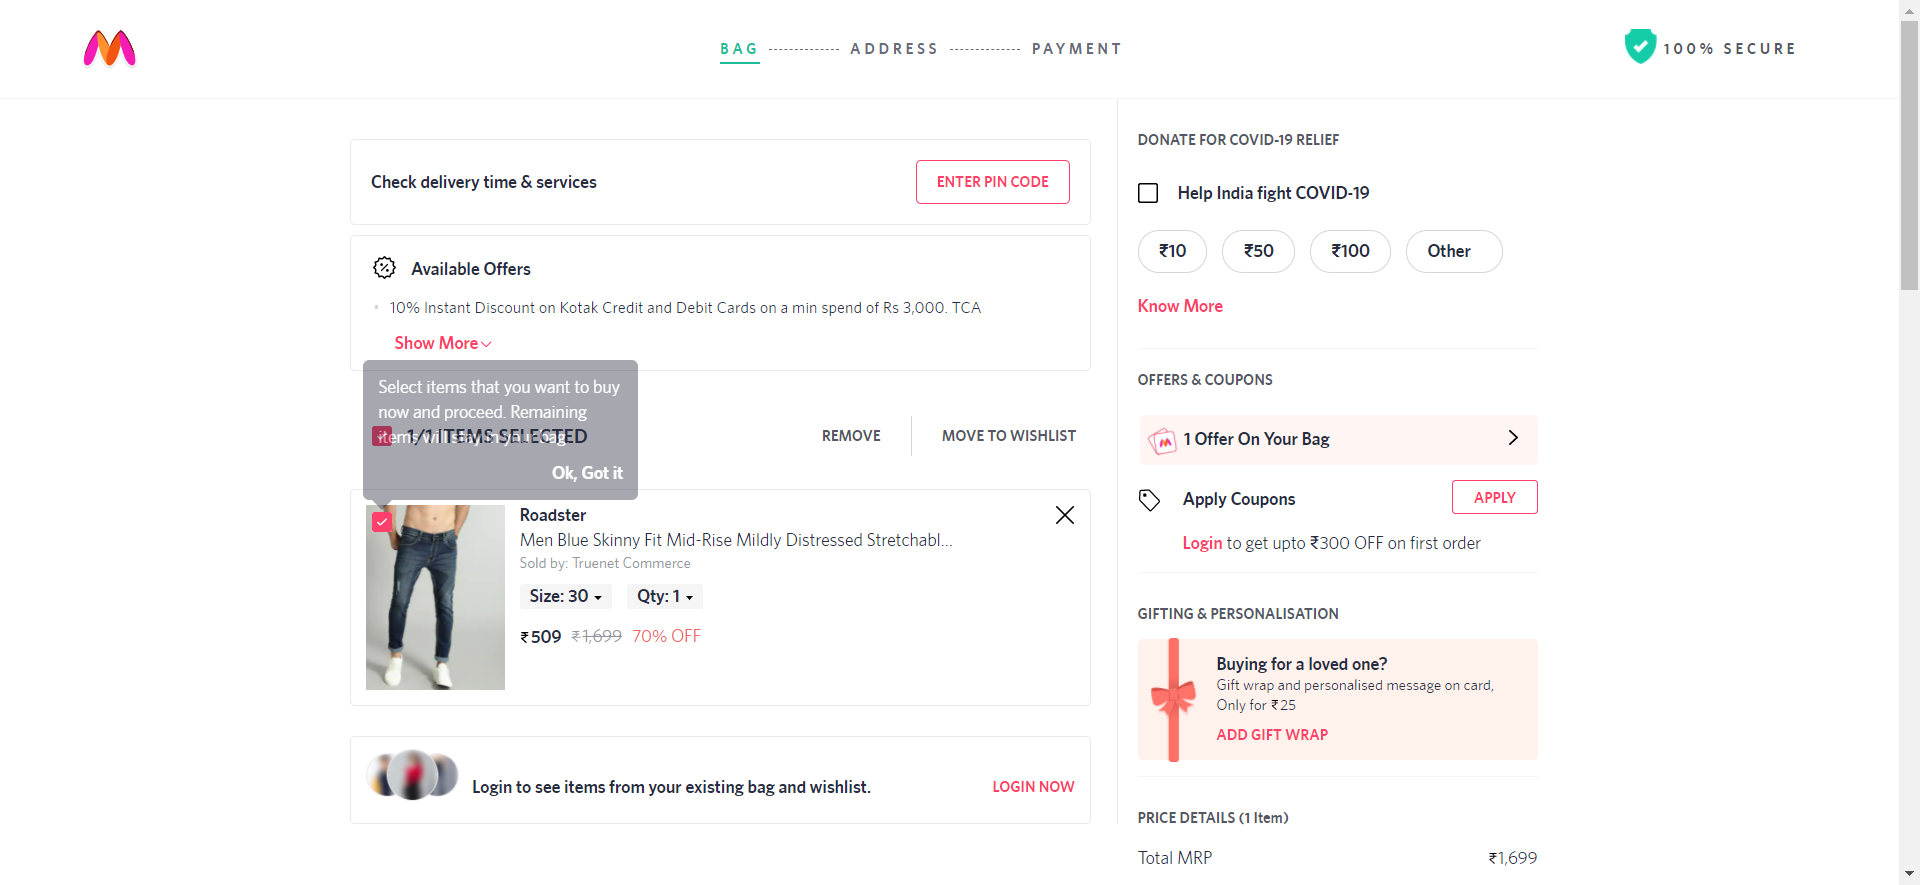 BAG ADDRESS PAYMENT
100% SECURE
Check delivery time & services
ENTER PIN CODE
Available Offers
10% Instant Discount on Kotak Credit and Debit Cards on a min spend of Rs 3,000. TCA
Show More
Select items that you want to buy
now and proceed. Remaining
items will stay in your bag
1/1 ITEMS SELECTED
Ok, Got it
REMOVE
MOVE TO WISHLIST
Roadster
Men Blue Skinny Fit Mid-Rise Mildly Distressed Stretchabl...
Sold by: Truenet Commerce
Size: 30 Qty: 1
₹509 ₹1,699 70% OFF
Login to see items from your existing bag and wishlist.
LOGIN NOW
DONATE FOR COVID-19 RELIEF
Help India fight COVID-19
₹10 ₹50 ₹100 Other
Know More
OFFERS & COUPONS
1 Offer On Your Bag
Apply Coupons
APPLY
Login to get upto ₹300 OFF on first order
GIFTING & PERSONALISATION
Buying for a loved one?
Gift wrap and personalised message on card,
Only for ₹25
ADD GIFT WRAP
PRICE DETAILS (1 Item)
Total MRP ₹1,699